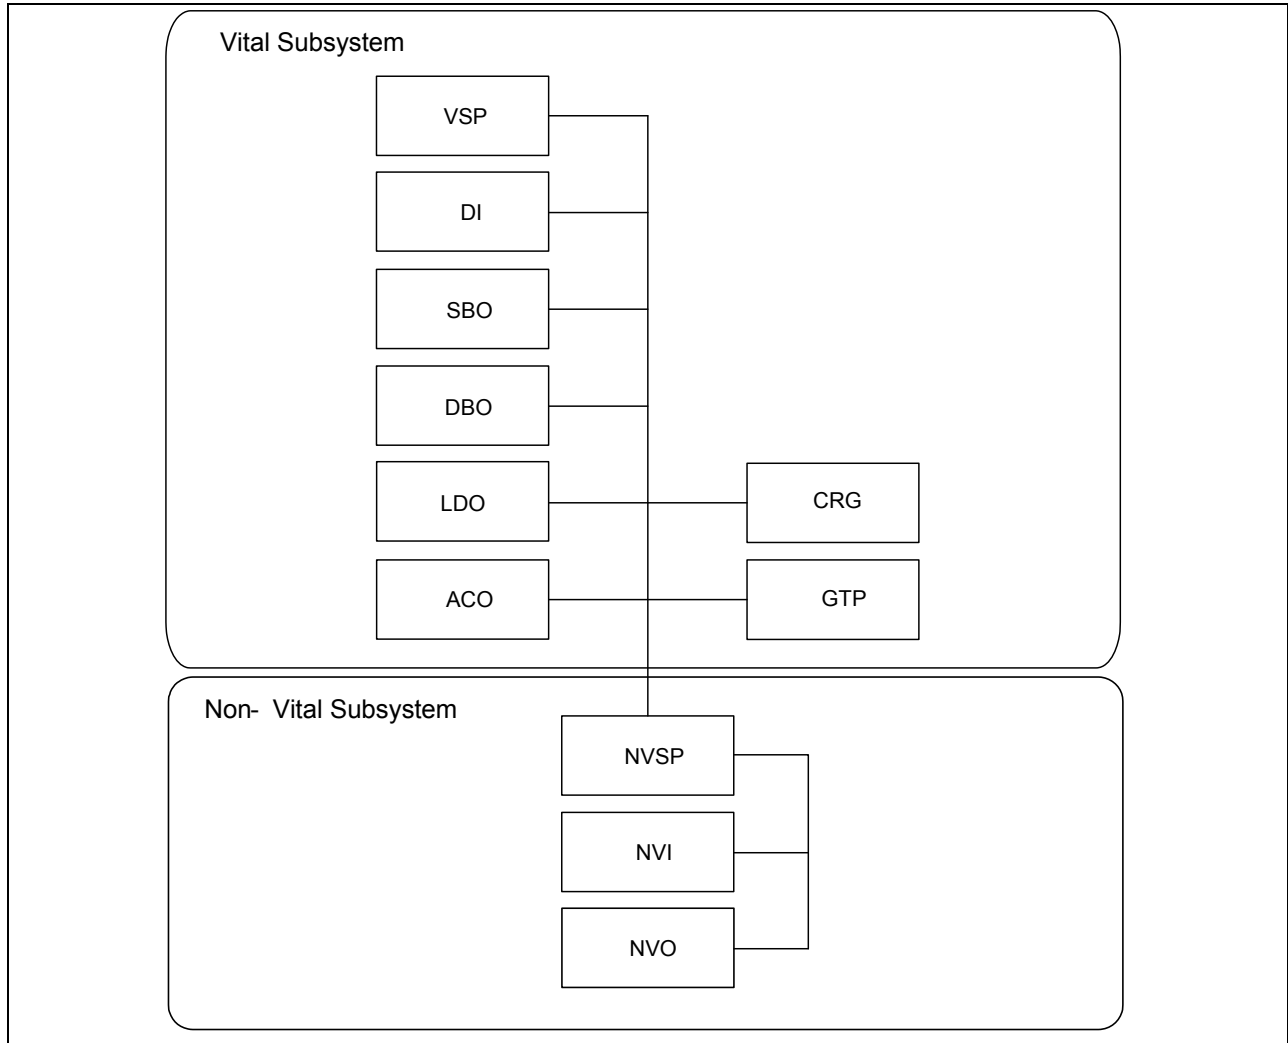 Vital Subsystem
VSP
DI
SBO
DBO
LDO
CRG
ACO
GTP
Non- Vital Subsystem
NVSP
NVI
NVO